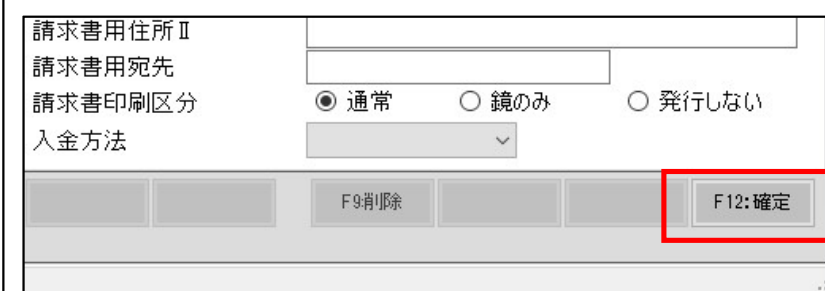 請求書用住所Ⅱ
請求書用宛先
請求書印刷区分 通常 鏡のみ 発行しない
入金方法
F9:削除 F12:確定